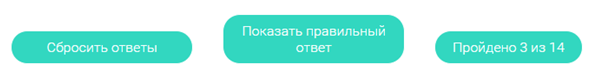 Сбросить ответы
Показать правильный
ответ
Пройдено 3 из 14